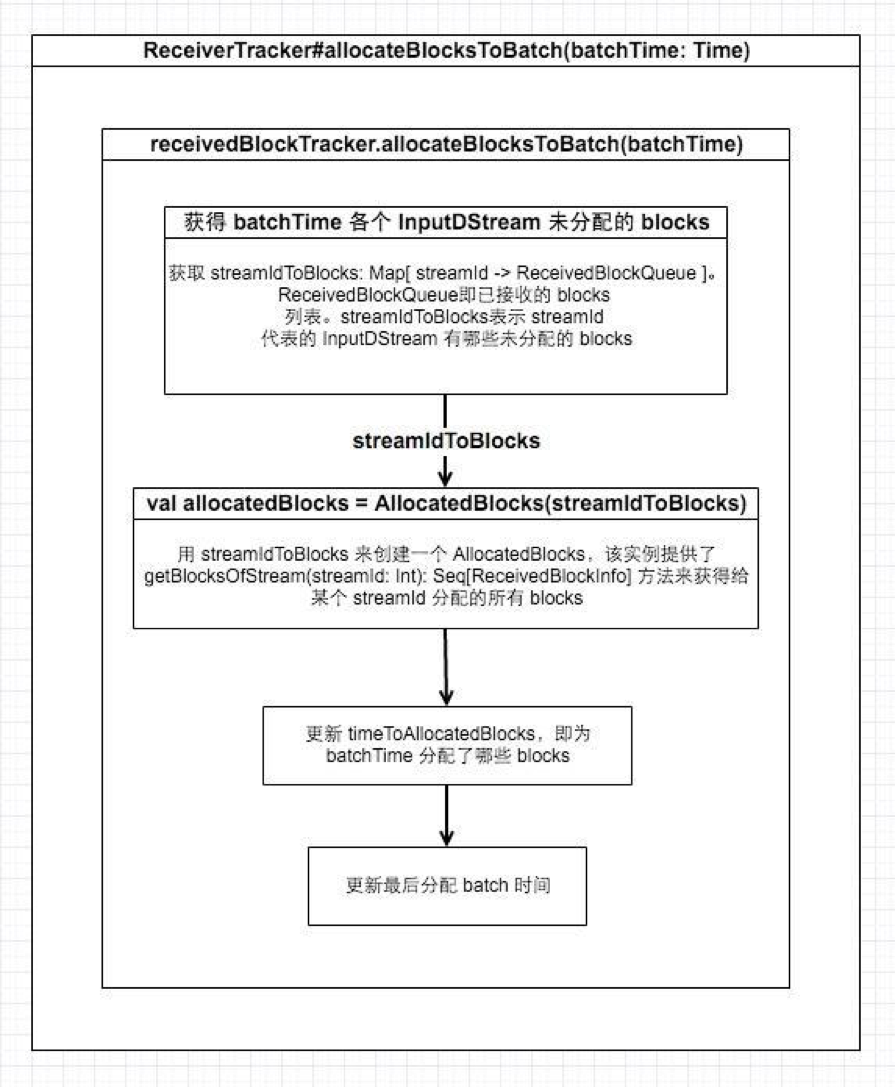 ReceiverTracker#allocateBlocksToBatch(batchTime: Time)
receivedBlockTracker.allocateBlocksToBatch(batchTime)
获得 batchTime 各个 InputDStream 未分配的 blocks
获取 streamIdToBlocks: Map[ streamId -> ReceivedBlockQueue ]。
ReceivedBlockQueue即已接收的 blocks
列表。streamIdToBlocks表示 streamId
代表的 InputDStream 有哪些未分配的 blocks
streamIdToBlocks
val allocatedBlocks = AllocatedBlocks(streamIdToBlocks)
用 streamIdToBlocks 来创建一个 AllocatedBlocks，该实例提供了
getBlocksOfStream(streamId: Int): Seq[ReceivedBlockInfo] 方法来获得给
某个 streamId 分配的所有 blocks
更新 timeToAllocatedBlocks，即为
batchTime 分配了哪些 blocks
更新最后分配 batch 时间